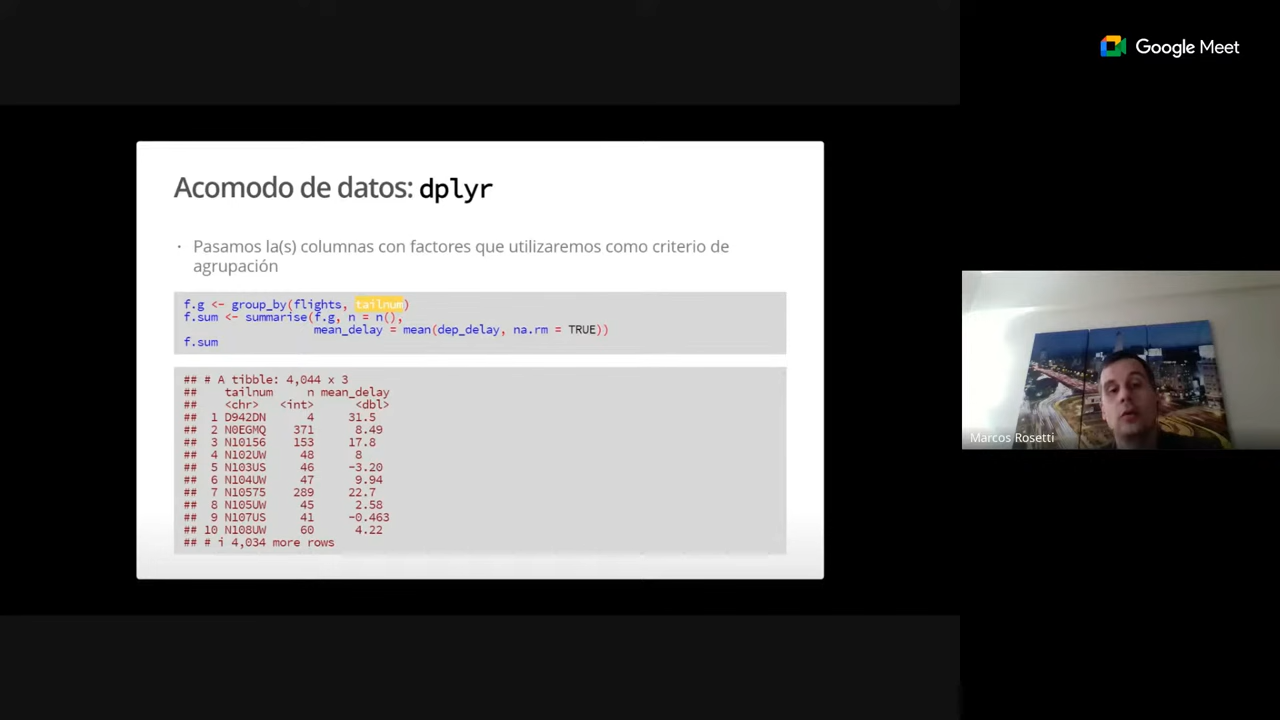 Google Meet
Acomodo de datos: dplyr
· Pasamos la(s) columnas con factores que utilizaremos como criterio de
agrupación
f.g <- group_by(flights, tailnum)
f.sum <- summarise(f.g, n = n(),
mean_delay = mean(dep_delay, na.rm = TRUE))
f.sum
## # A tibble: 4,044 x 3
## tailnum n mean_delay
## <chr> <int> <dbl>
## 1 D942DN 4 31.5
## 2 N0EGMQ 371 8.49
## 3 N10156 153 17.8
## 4 N102UW 48 8
## 5 N103US 46 -3.20
## 6 N104UW 47 9.94
## 7 N10575 289 22.7
## 8 N105UW 45 2.58
## 9 N107US 41 -0.463
## 10 N108UW 60 4.22
## # i 4,034 more rows
Marcos Rosetti